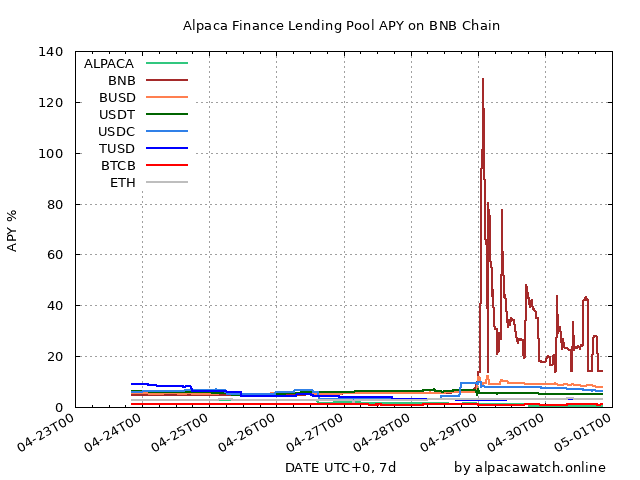 Alpaca Finance Lending Pool APY on BNB Chain
140
120
100
80
60
40
20
0
APY %
ALPACA
BNB
BUSD
USDT
USDC
TUSD
BTCB
ETH
04-23T00
04-24T00
04-25T00
04-26T00
04-27T00
04-28T00
04-29T00
04-30T00
05-01T00
DATE UTC+0, 7d
by alpacawatch.online